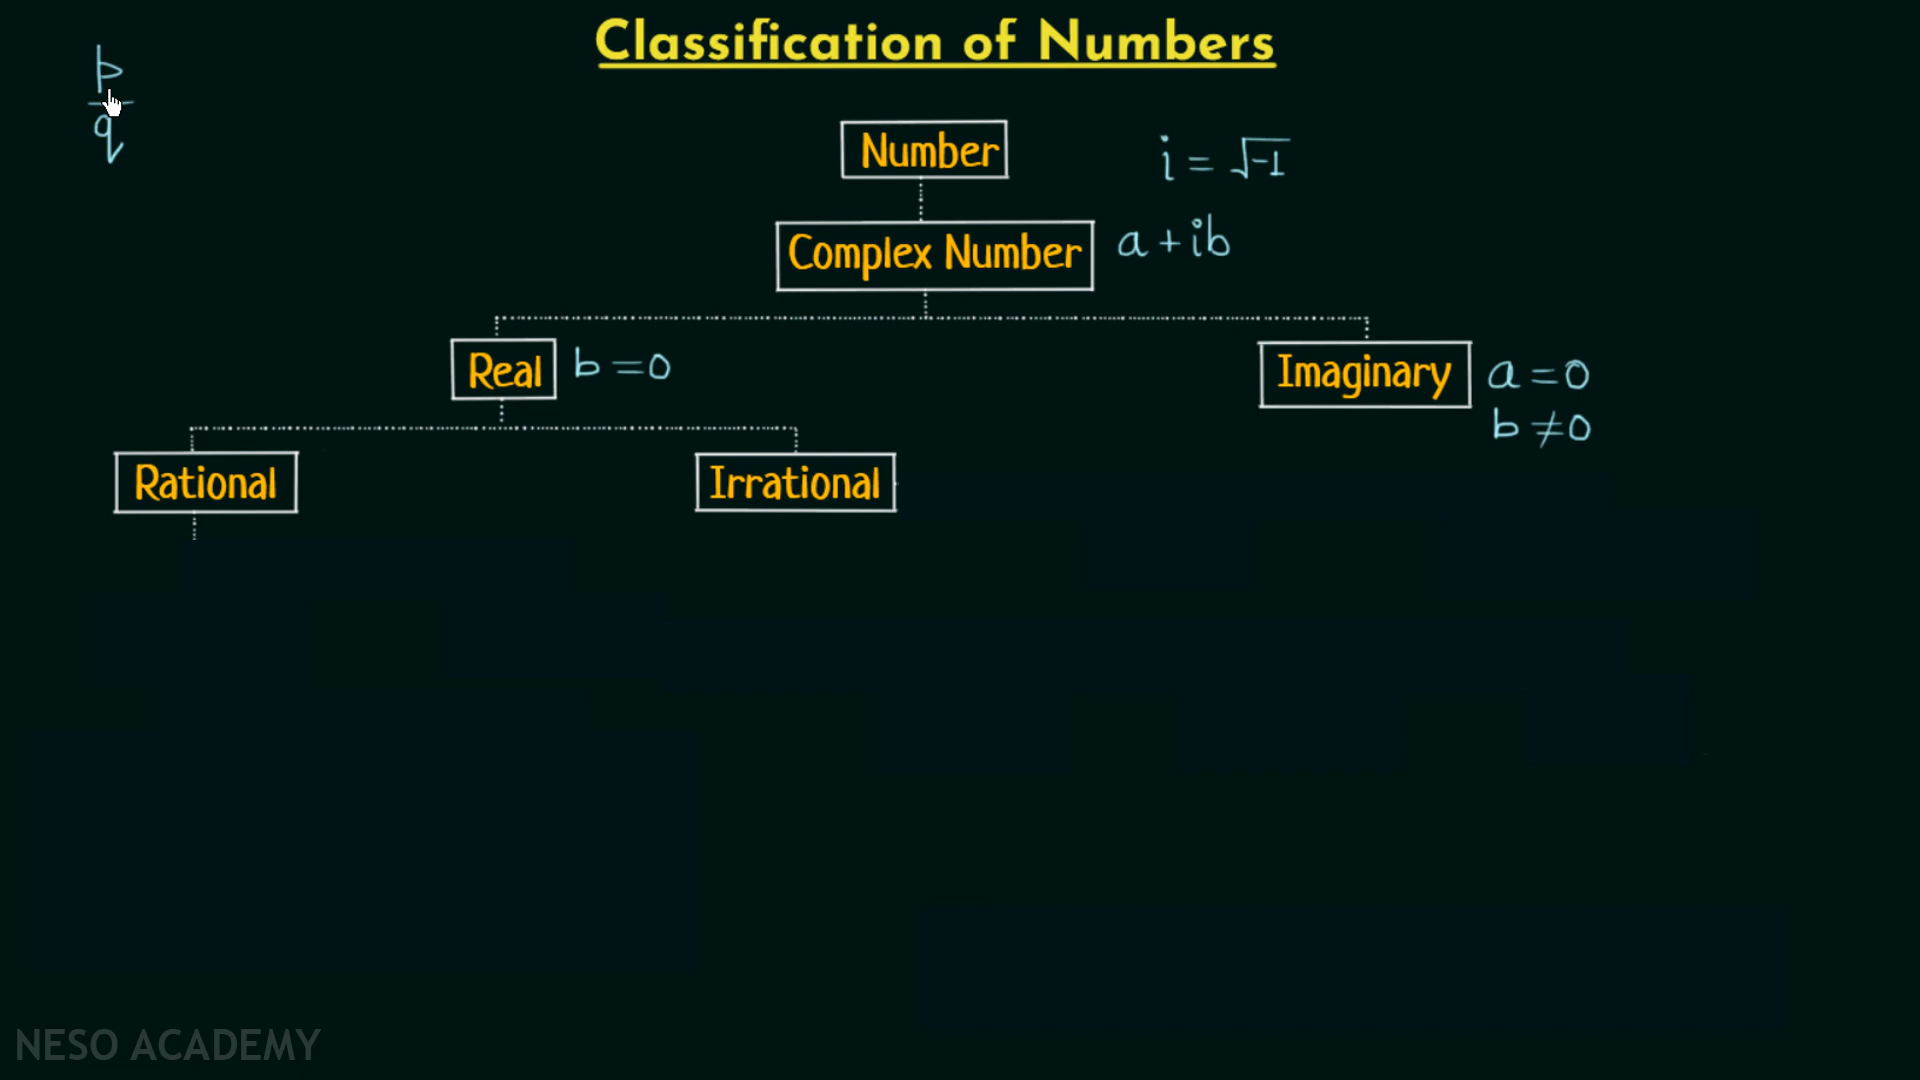 Classification of Numbers
p
q
Number
i = √-1
Complex Number
a + ib
Real
b = 0
Imaginary
a = 0
b ≠ 0
Rational
Irrational
NESO ACADEMY